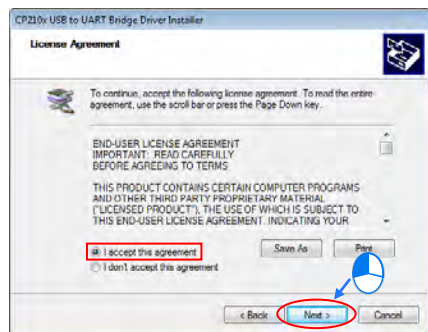 CP210x USB to UART Bridge Driver Installer
License Agreement
To continue, accept the following license agreement. To read the entire
agreement, use the scroll bar or press the Page Down key.
END-USER LICENSE AGREEMENT
IMPORTANT: READ CAREFULLY
BEFORE AGREEING TO TERMS
THIS PRODUCT CONTAINS CERTAIN COMPUTER PROGRAMS
AND OTHER THIRD PARTY PROPRIETARY MATERIAL
("LICENSED PRODUCT"), THE USE OF WHICH IS SUBJECT TO
THIS END-USER LICENSE AGREEMENT. INDICATING YOUR
I accept this agreement
Save As
Print
I don't accept this agreement
< Back
Next >
Cancel